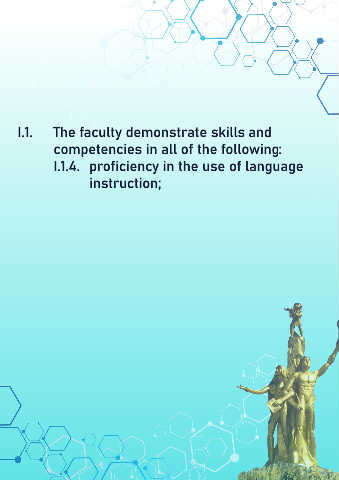 I.1. The faculty demonstrate skills and
competencies in all of the following:
I.1.4. proficiency in the use of language
instruction;